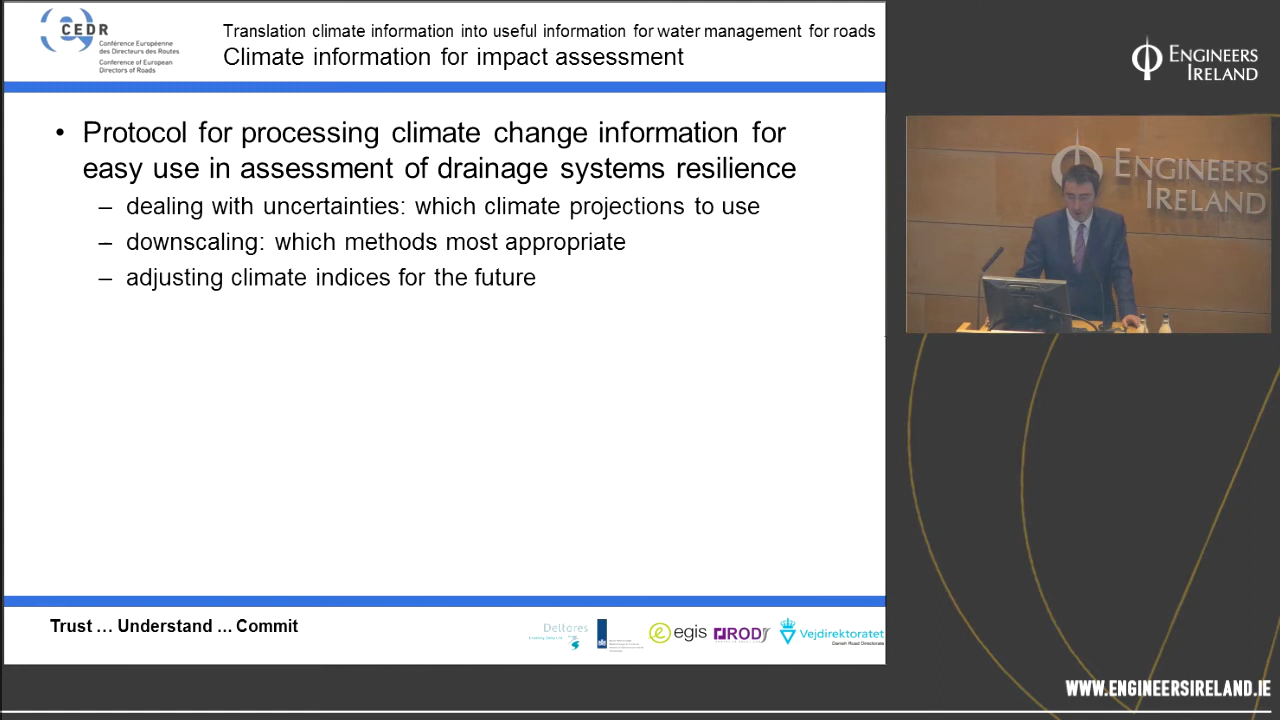 CEDR
Conférence Européenne
des Directeurs des Routes
Conference of European
Directors of Roads
Translation climate information into useful information for water management for roads
Climate information for impact assessment
• Protocol for processing climate change information for
easy use in assessment of drainage systems resilience
– dealing with uncertainties: which climate projections to use
– downscaling: which methods most appropriate
– adjusting climate indices for the future
Trust ... Understand ... Commit
Deltares
egis
ROD
Vejdirektoratet
Danish Road Directorate
ENGINEERS
IRELAND
ENGINEERS
IRELAND
WWW.ENGINEERSIRELAND.IE